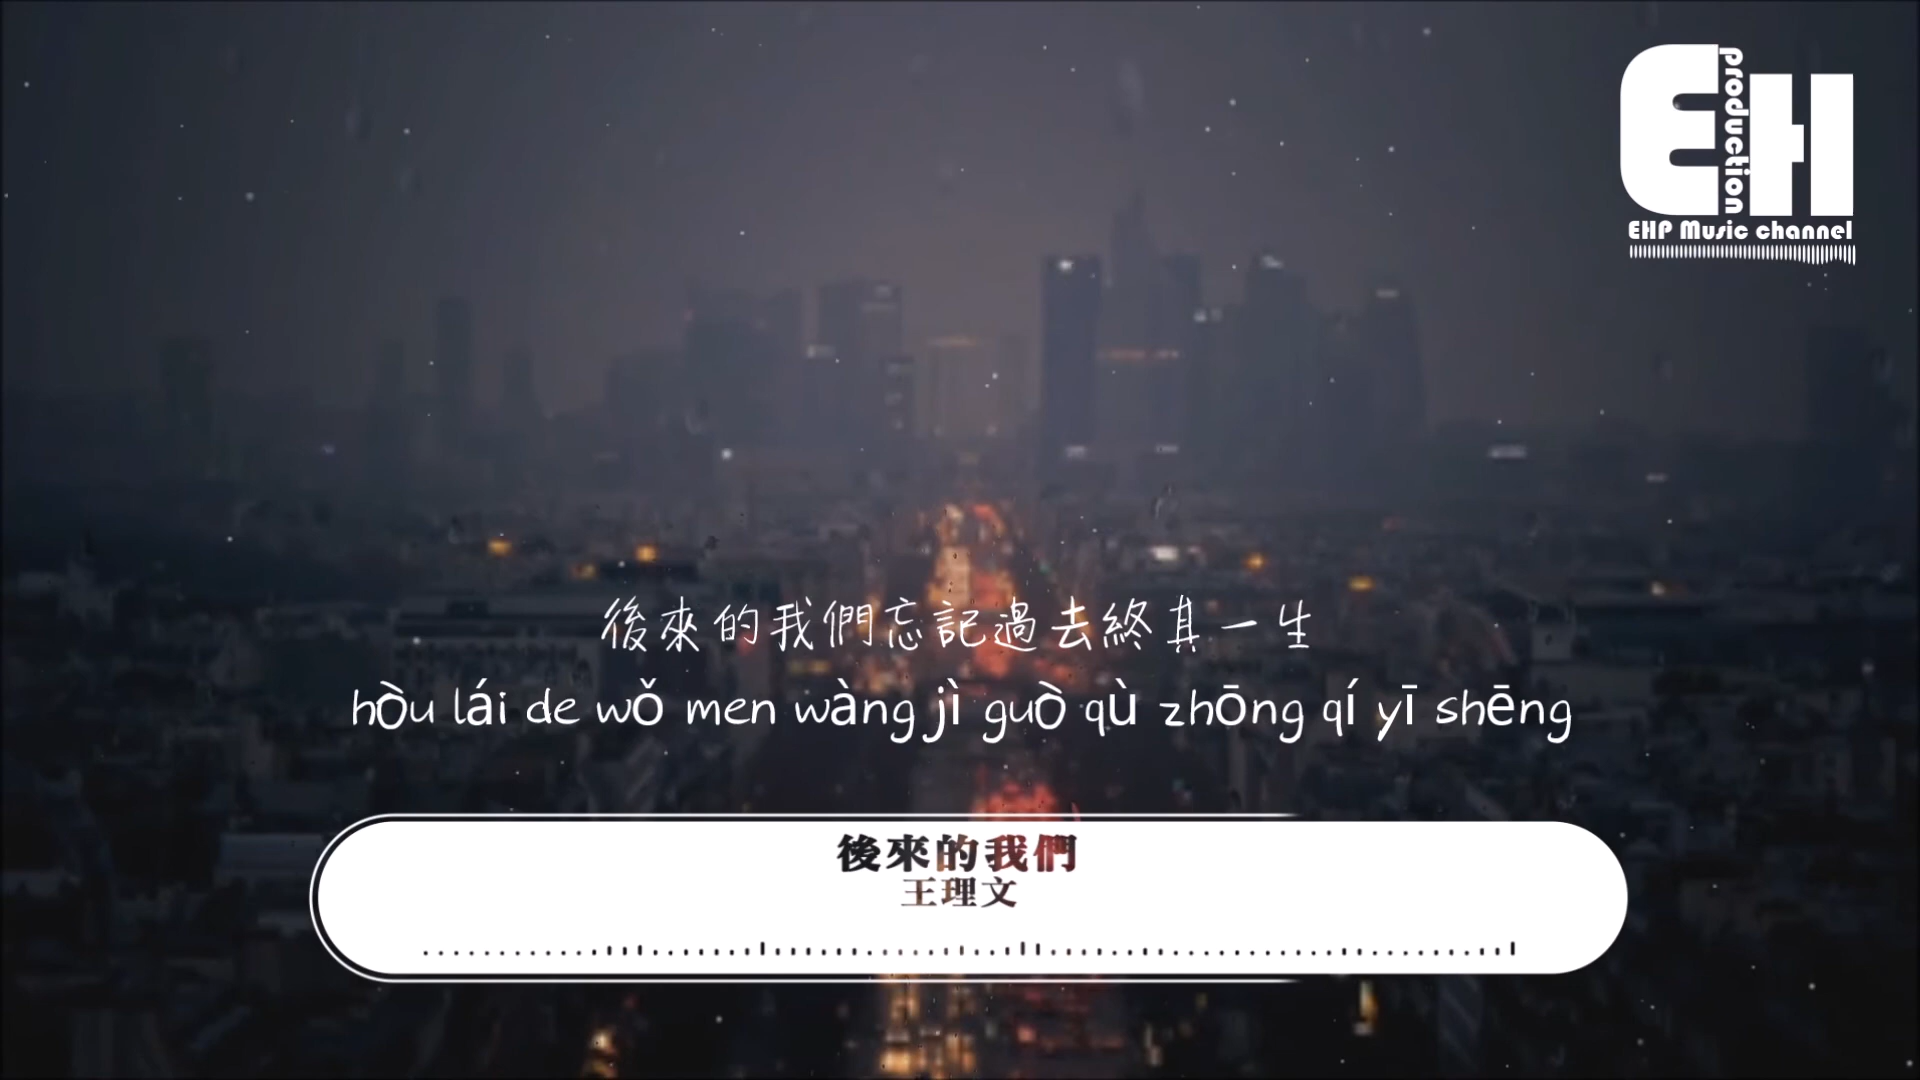 EH
production
EHP Music channel
後來的我們忘記過去終其一生
hòu lái de wǒ men wàng jì guò qù zhōng qí yī shēng
後來的我們
王理文